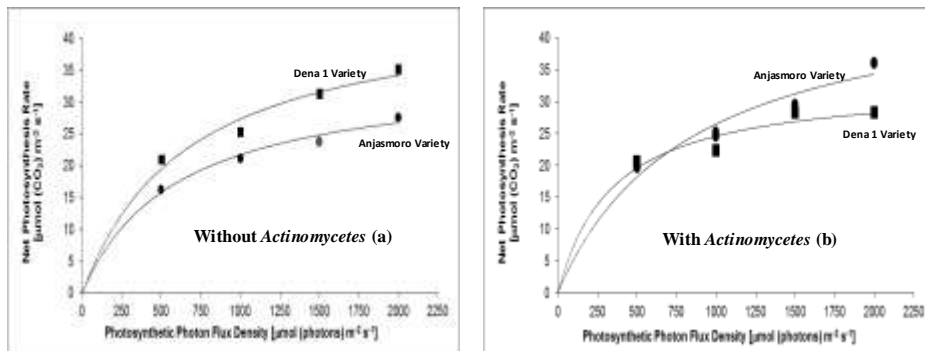 40
35
30
25
20
15
10
5
0
Net Photosynthesis Rate
[µmol (CO₂) m⁻² s⁻¹]
Dena 1 Variety
Anjasmoro Variety
Without Actinomycetes (a)
0 250 500 750 1000 1250 1500 1750 2000 2250
Photosynthetic Photon Flux Density [µmol (photons) m⁻² s⁻¹]
40
35
30
25
20
15
10
5
0
Net Photosynthesis Rate
[µmol (CO₂) m⁻² s⁻¹]
Anjasmoro Variety
Dena 1 Variety
With Actinomycetes (b)
0 250 500 750 1000 1250 1500 1750 2000 2250
Photosynthetic Photon Flux Density [µmol (photons) m⁻² s⁻¹]